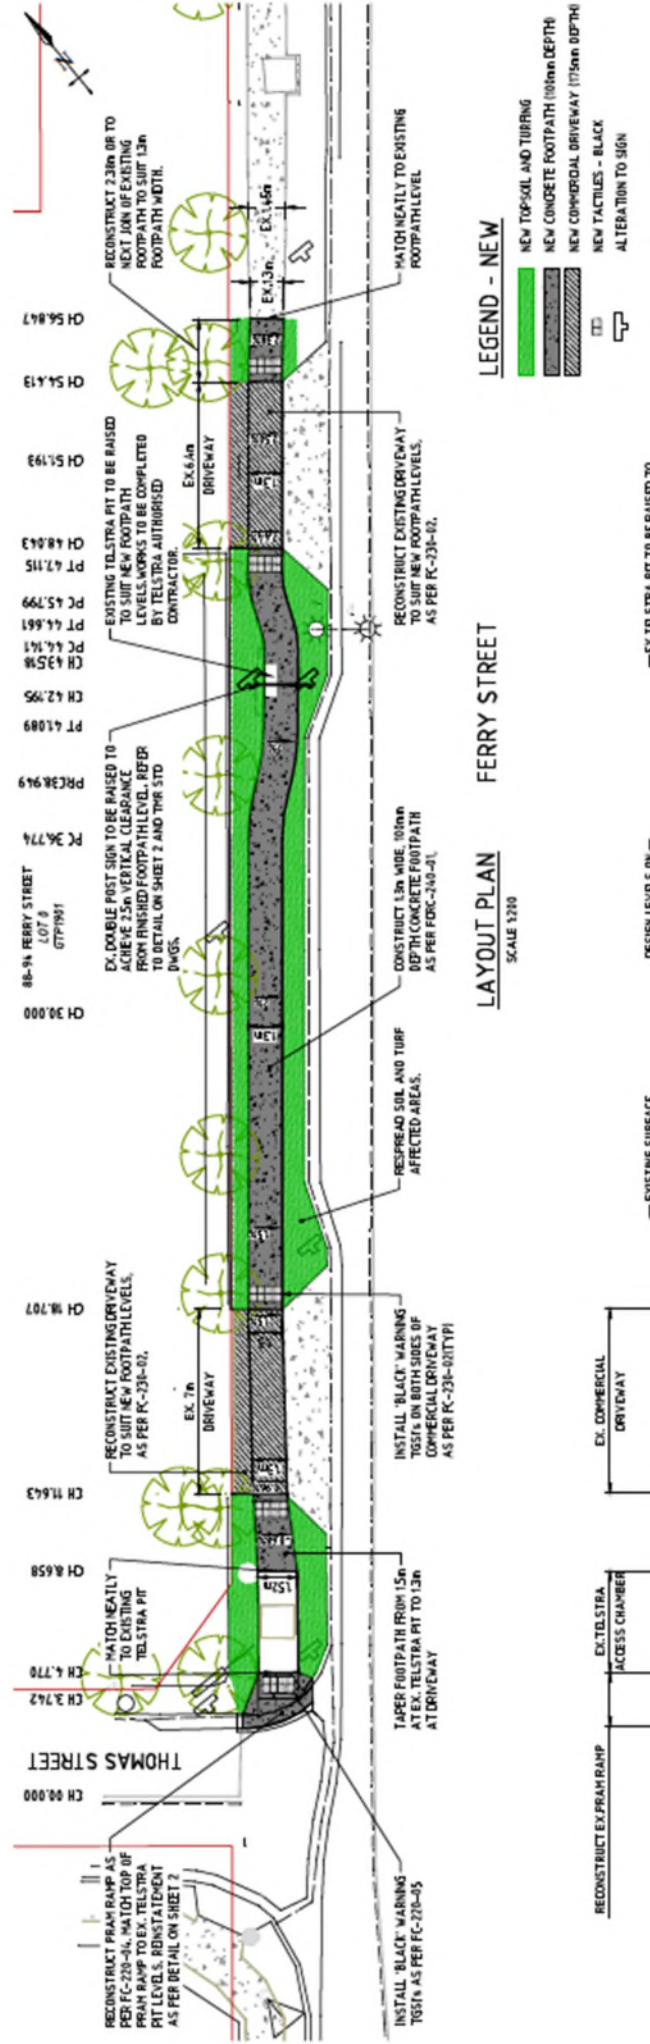 RECONSTRUCT 2.38m OR TO
NEXT JOIN OF EXISTING
FOOTPATH TO SUIT 1.3m
FOOTPATH WIDTH.
MATCH NEATLY TO EXISTING
FOOTPATH LEVEL
EX.1.3m
CH 56.847
CH 54.413
CH 51.193
CH 48.043
PT 47.115
PC 45.799
PT 44.661
PC 44.141
CH 43.518
CH 42.195
PT 41.089
PRC38.949
PC 36.774
CH 30.000
CH 18.707
CH 11.643
CH 8.658
CH 4.770
CH 3.742
CH 00.000
EX.6.4m
DRIVEWAY
EXISTING TELSTRA PIT TO BE RAISED
TO SUIT NEW FOOTPATH
LEVELS.WORKS TO BE COMPLETED
BY TELSTRA AUTHORISED
CONTRACTOR.
RECONSTRUCT EXISTING DRIVEWAY
TO SUIT NEW FOOTPATH LEVELS,
AS PER FC-230-02.
EX. DOUBLE POST SIGN TO BE RAISED TO
ACHIEVE 2.5m VERTICAL CLEARANCE
FROM FINISHED FOOTPATH LEVEL. REFER
TO DETAIL ON SHEET 2 AND TMR STD
DWGS.
88-94 FERRY STREET
LOT 0
GTP1901
1.3m
CONSTRUCT 1.3m WIDE, 100mm
DEPTH CONCRETE FOOTPATH
AS PER FORC-240-01.
RESPREAD SOIL AND TURF
AFFECTED AREAS.
RECONSTRUCT EXISTING DRIVEWAY
TO SUIT NEW FOOTPATH LEVELS,
AS PER FC-230-02.
EX. 7m
DRIVEWAY
INSTALL 'BLACK' WARNING
TGSI's ON BOTH SIDES OF
COMMERCIAL DRIVEWAY
AS PER FC-230-02(TYP)
MATCH NEATLY
TO EXISTING
TELSTRA PIT
1.52m
TAPER FOOTPATH FROM 1.5m
AT EX. TELSTRA PIT TO 1.3m
AT DRIVEWAY
THOMAS STREET
RECONSTRUCT PRAM RAMP AS
PER FC-220-04. MATCH TOP OF
PRAM RAMP TO EX. TELSTRA
PIT LEVELS. REINSTATEMENT
AS PER DETAIL ON SHEET 2
INSTALL 'BLACK' WARNING
TGSI's AS PER FC-220-05
LAYOUT PLAN
SCALE 1:200
FERRY STREET
LEGEND - NEW
NEW TOPSOIL AND TURFING
NEW CONCRETE FOOTPATH (100mm DEPTH)
NEW COMMERCIAL DRIVEWAY (175mm DEPTH)
NEW TACTILES - BLACK
ALTERATION TO SIGN
RECONSTRUCT EX.PRAM RAMP
EX.TELSTRA
ACCESS CHAMBER
EX. COMMERCIAL
DRIVEWAY
EXISTING SURFACE